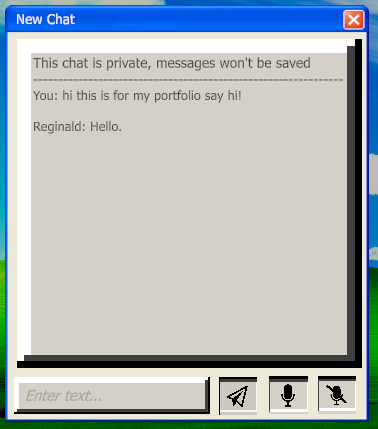 New Chat
This chat is private, messages won't be saved
--------------------------------------------------------------
You: hi this is for my portfolio say hi!
Reginald: Hello.
Enter text...